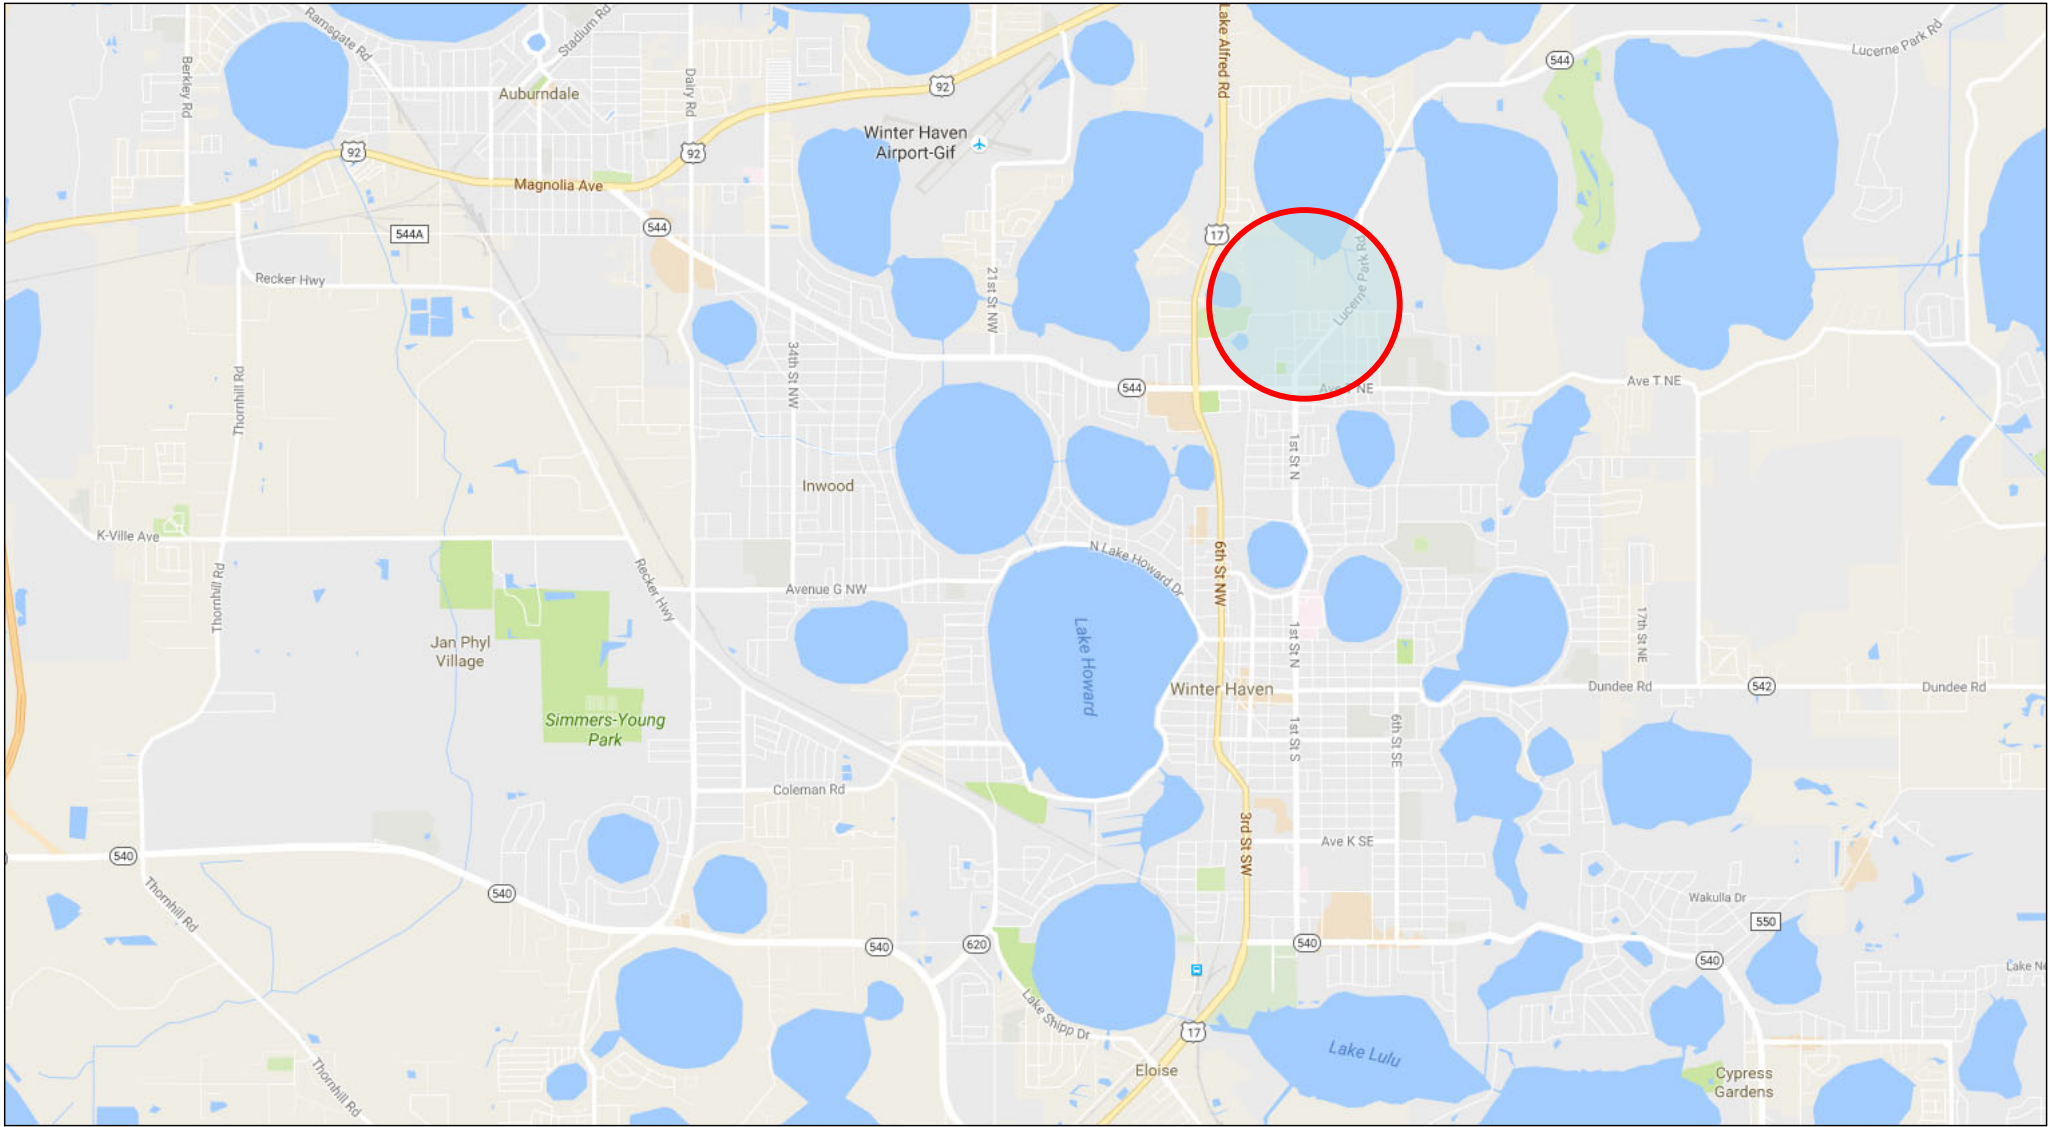 Ramsgate Rd
Stadium Rd
Lake Alfred Rd
Lucerne Park Rd
Berkley Rd
Dairy Rd
544
92
Auburndale
Winter Haven
Airport-Gif
92
92
Magnolia Ave
544
544A
17
Lucerne Park Rd
Recker Hwy
21st St NW
34th St NW
Thornhill Rd
544
Ave T NE
Ave T NE
1st St N
Inwood
K-Ville Ave
N Lake Howard Dr
6th St NW
Thornhill Rd
Recker Hwy
Avenue G NW
Jan Phyl
Village
Lake Howard
1st St N
17th St NE
Winter Haven
Dundee Rd
542
Dundee Rd
Simmers-Young
Park
1st St S
6th St SE
Coleman Rd
3rd St SW
Ave K SE
540
Thornhill Rd
540
Wakulla Dr
550
540
620
540
540
Lake Ne
Lake Shipp Dr
17
Lake Lulu
Eloise
Thornhill Rd
Cypress
Gardens